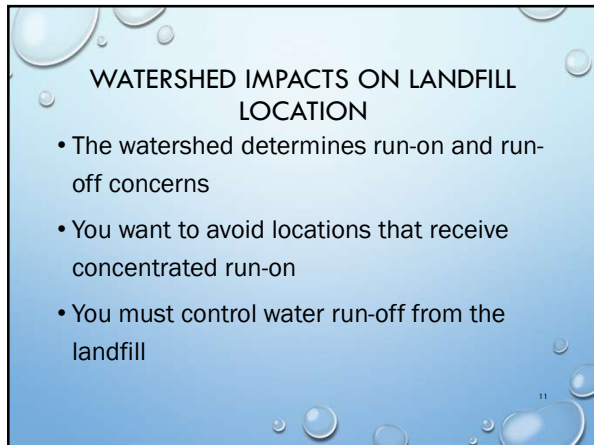 WATERSHED IMPACTS ON LANDFILL
LOCATION
• The watershed determines run-on and run-
off concerns
• You want to avoid locations that receive
concentrated run-on
• You must control water run-off from the
landfill
11